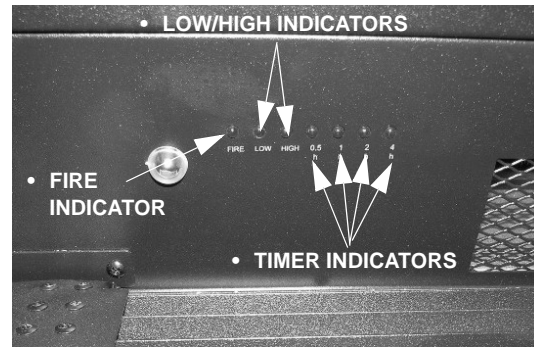 • LOW/HIGH INDICATORS
FIRE LOW HIGH 0.5 1 2 4
h h
• FIRE
INDICATOR
• TIMER INDICATORS